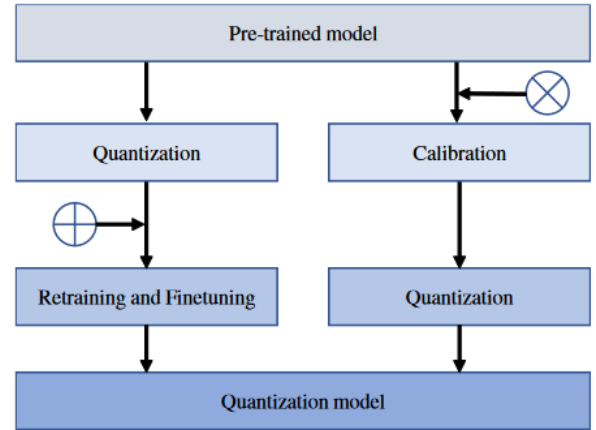 Pre-trained model
Quantization
Calibration
Retraining and Finetuning
Quantization
Quantization model